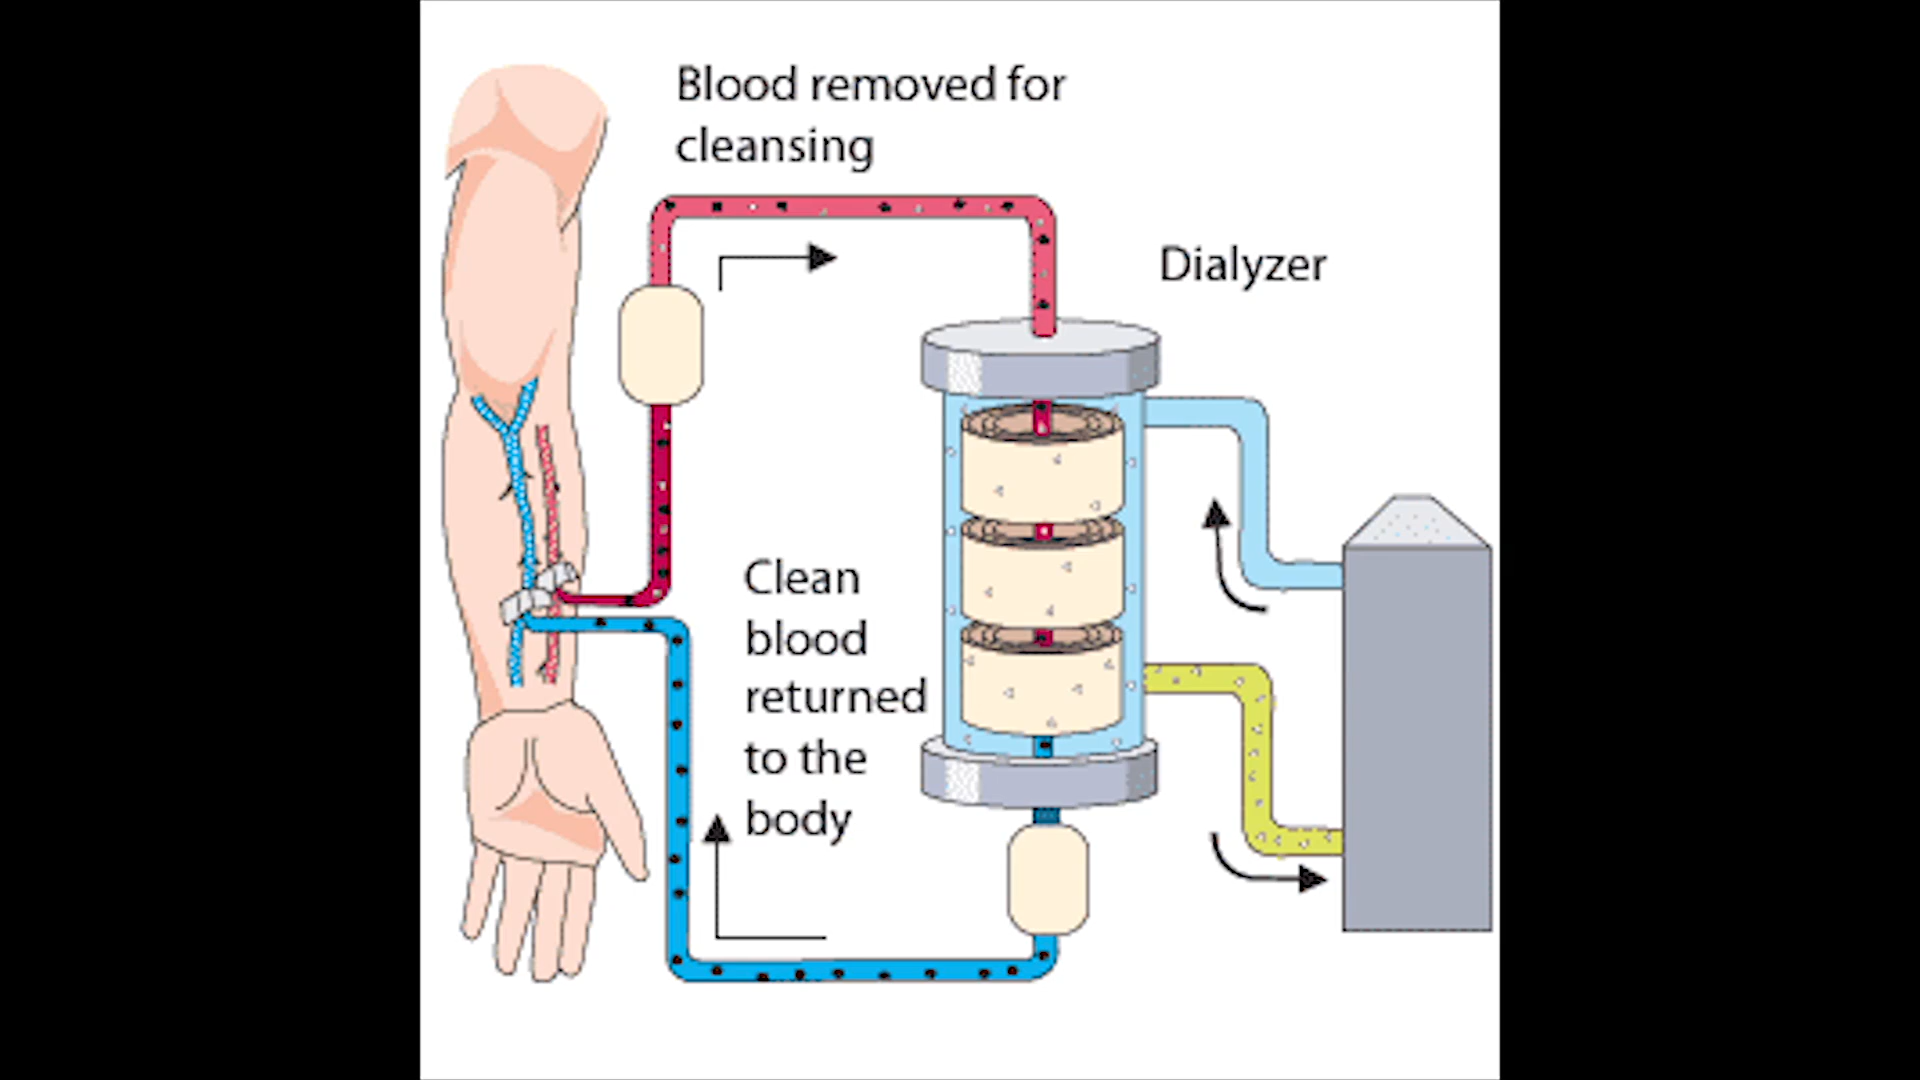 Blood removed for
cleansing
Dialyzer
Clean
blood
returned
to the
body